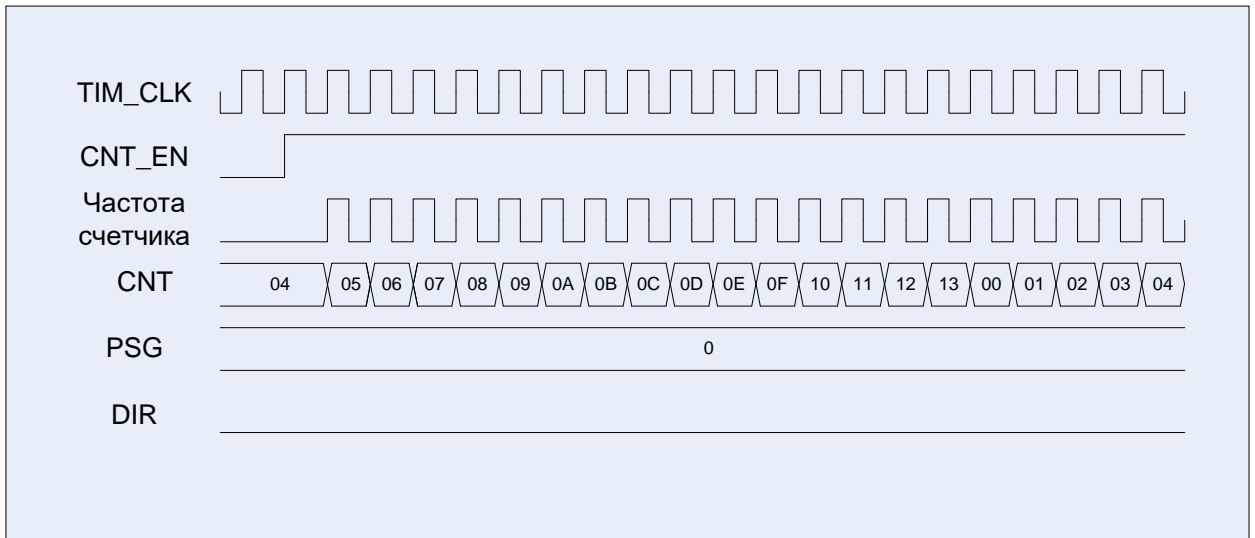 TIM_CLK
CNT_EN
Частота
счетчика
CNT 04 05 06 07 08 09 0A 0B 0C 0D 0E 0F 10 11 12 13 00 01 02 03 04
PSG 0
DIR